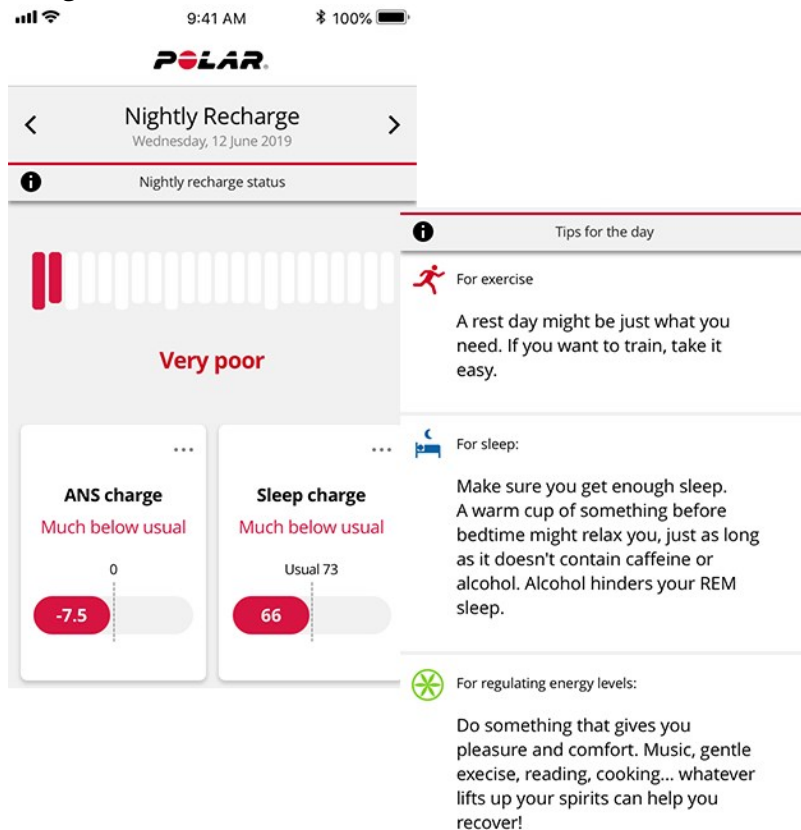 9:41 AM
100%
POLAR.
Nightly Recharge
Wednesday, 12 June 2019
Nightly recharge status
Very poor
ANS charge
Much below usual
0
-7.5
Sleep charge
Much below usual
Usual 73
66
Tips for the day
For exercise
A rest day might be just what you
need. If you want to train, take it
easy.
For sleep:
Make sure you get enough sleep.
A warm cup of something before
bedtime might relax you, just as long
as it doesn't contain caffeine or
alcohol. Alcohol hinders your REM
sleep.
For regulating energy levels:
Do something that gives you
pleasure and comfort. Music, gentle
execise, reading, cooking... whatever
lifts up your spirits can help you
recover!